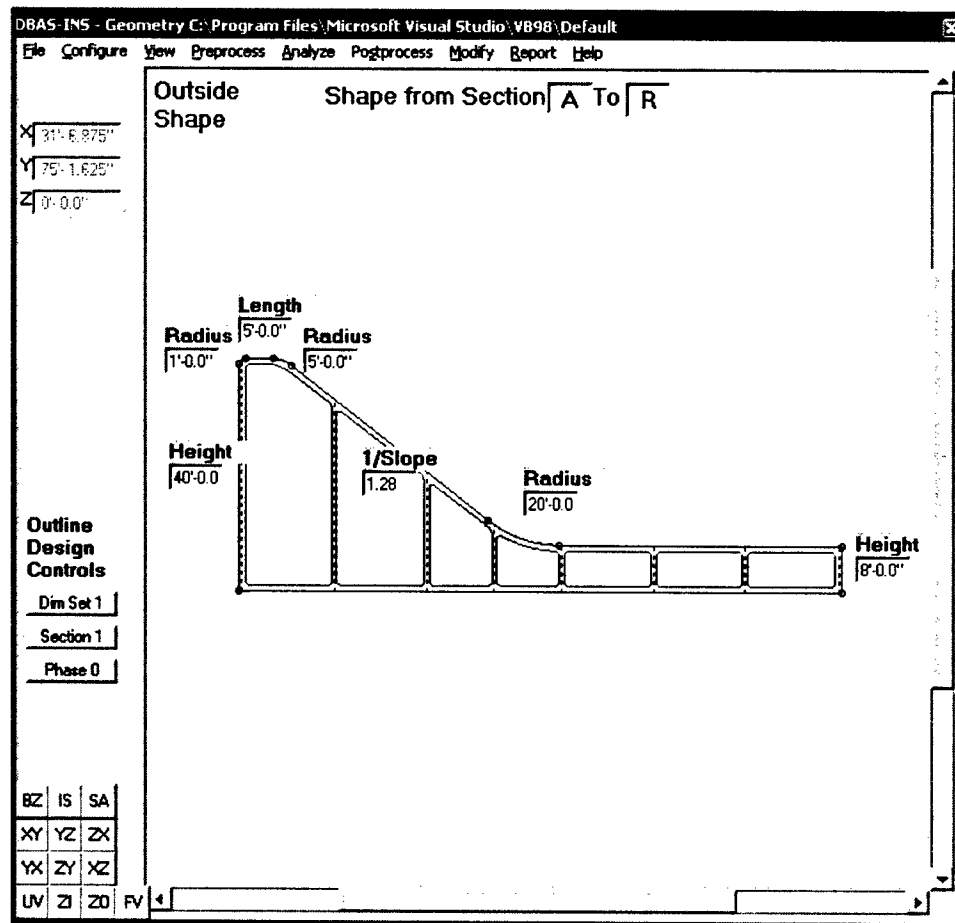 DBAS-INS - Geometry C:\Program Files\Microsoft Visual Studio\VB98\Default
File Configure View Preprocess Analyze Postprocess Modify Report Help
Outside Shape
Shape from Section A To R
X 31'- 6.875"
Y 75'- 1.625"
Z 0'- 0.0"
Length
5'-0.0"
Radius
1'-0.0"
Radius
5'-0.0"
Height
40'-0.0
1/Slope
1.28
Radius
20'-0.0
Height
8'-0.0"
Outline
Design
Controls
Dim Set 1
Section 1
Phase 0
BZ IS SA
XY YZ ZX
YX ZY XZ
UV ZI ZO FV